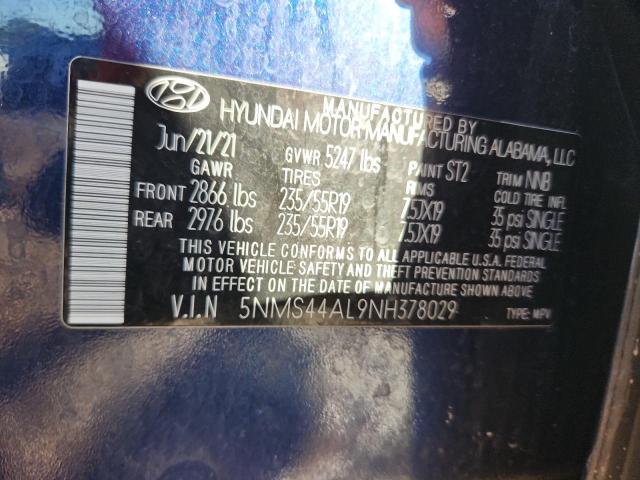 MANUFACTURED BY
HYUNDAI MOTOR MANUFACTURING ALABAMA, LLC
Jun/21/21 GVWR 5247 lbs PAINT ST2 TRIM NNB
GAWR TIRES RIMS COLD TIRE INFL
FRONT 2866 lbs 235/55R19 7.5JX19 35 psi SINGLE
REAR 2976 lbs 235/55R19 7.5JX19 35 psi SINGLE
THIS VEHICLE CONFORMS TO ALL APPLICABLE U.S.A. FEDERAL
MOTOR VEHICLE SAFETY AND THEFT PREVENTION STANDARDS
IN EFFECT ON THE DATE OF MANUFACTURE SHOWN ABOVE.
V.I.N 5NMS44AL9NH378029 TYPE: MPV